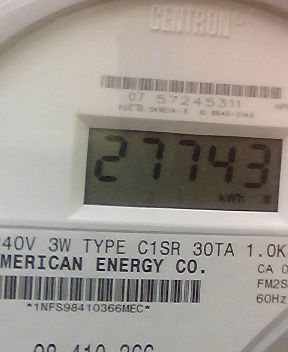 CENTRON®
07 57245311
27743
kWh
240V 3W TYPE C1SR 30TA 1.0K
MERICAN ENERGY CO.
CA 0
FM2S
60Hz
*1NFS98410366MEC*